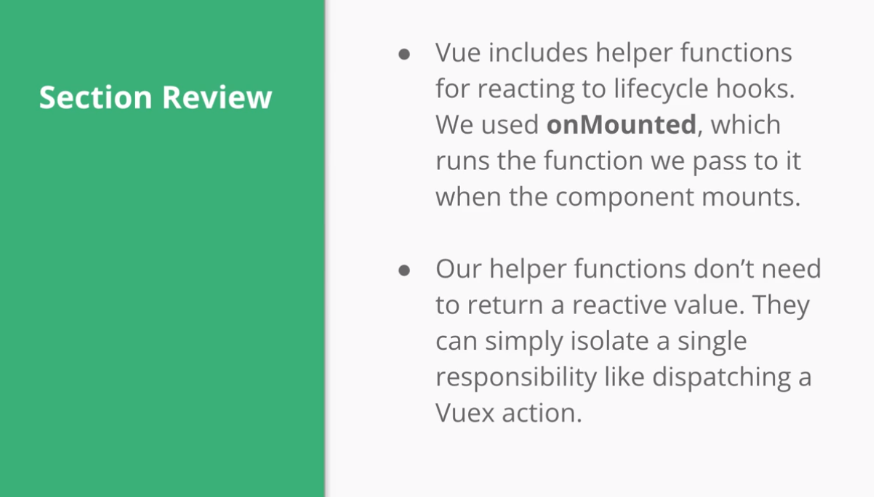 Section Review
● Vue includes helper functions
for reacting to lifecycle hooks.
We used onMounted, which
runs the function we pass to it
when the component mounts.
● Our helper functions don’t need
to return a reactive value. They
can simply isolate a single
responsibility like dispatching a
Vuex action.